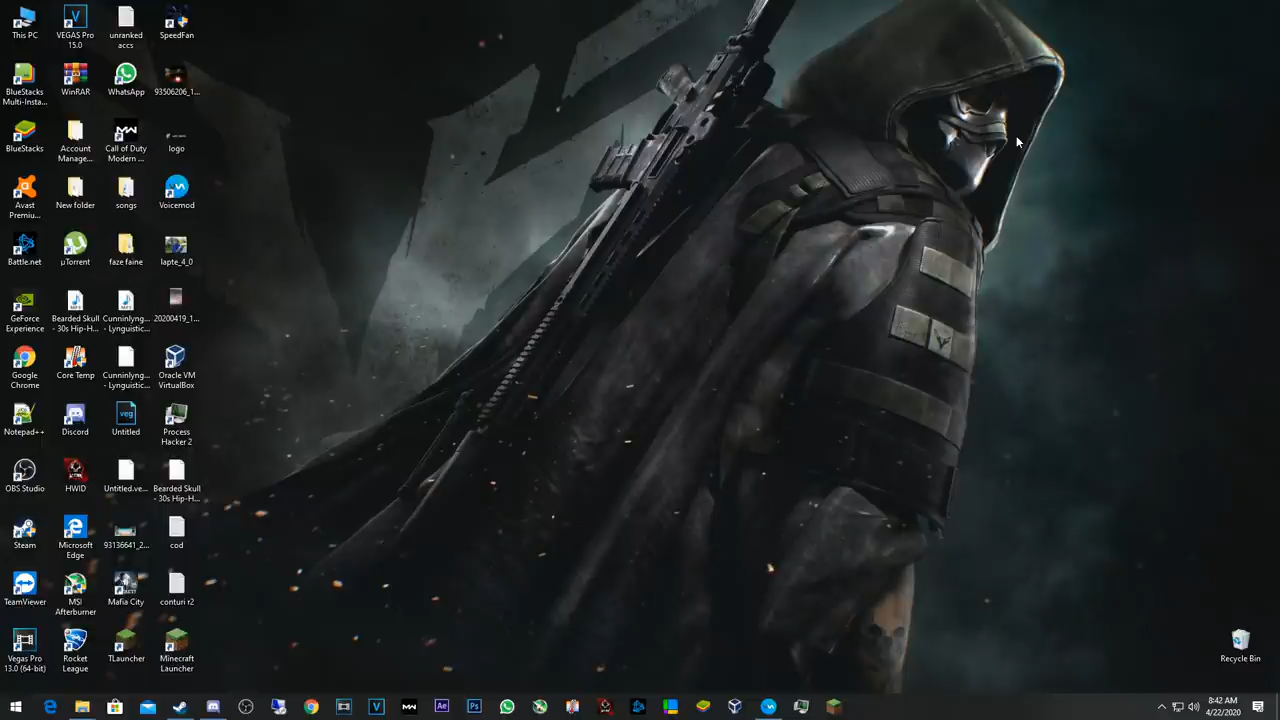 This PC
VEGAS Pro
15.0
unranked
accs
SpeedFan
BlueStacks
Multi-Insta...
WinRAR
WhatsApp
93506206_1...
BlueStacks
Account
Manage...
Call of Duty
Modern ...
logo
Avast
Premiu...
New folder
songs
Voicemod
Battle.net
µTorrent
faze faine
lapte_4_0
GeForce
Experience
Bearded Skull
- 30s Hip-H...
Cunninlyng...
- Lynguistic...
20200419_1...
Google
Chrome
Core Temp
Cunninlyng...
- Lynguistic...
Oracle VM
VirtualBox
Notepad++
Discord
Untitled
Process
Hacker 2
OBS Studio
HWID
Untitled.ve...
Bearded Skull
- 30s Hip-H...
Steam
Microsoft
Edge
93136641_2...
cod
TeamViewer
MSI
Afterburner
Mafia City
conturi r2
Vegas Pro
13.0 (64-bit)
Rocket
League
TLauncher
Minecraft
Launcher
Recycle Bin
8:42 AM
4/22/2020